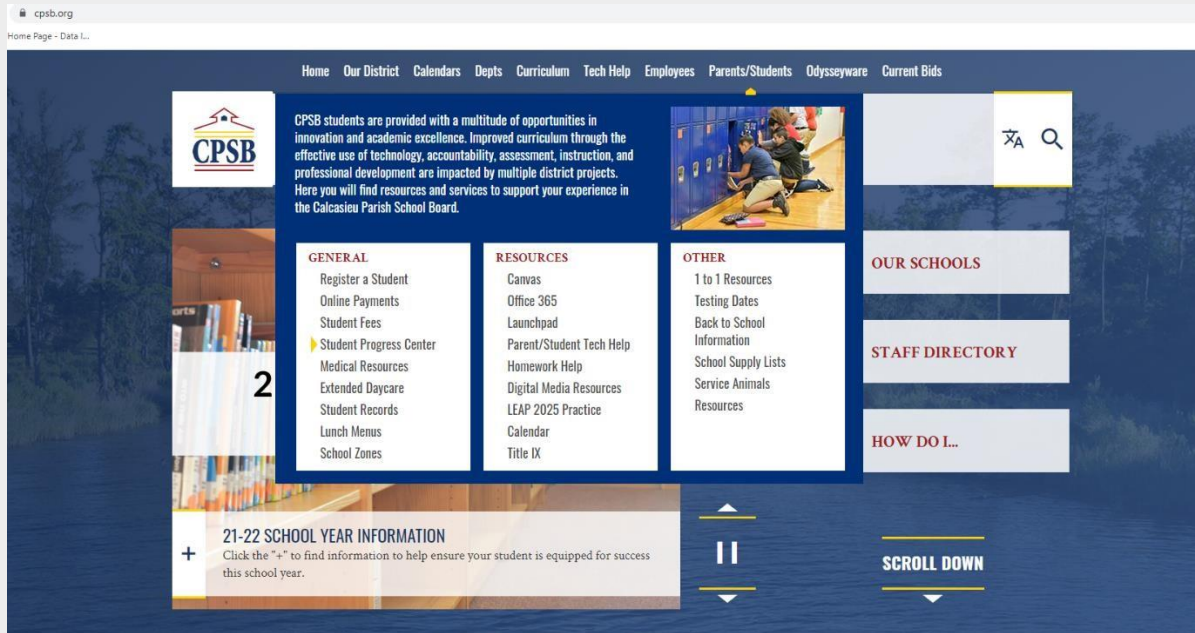 cpsb.org
Home Page - Data I...
Home Our District Calendars Depts Curriculum Tech Help Employees Parents/Students Odysseyware Current Bids
CPSB
CPSB students are provided with a multitude of opportunities in
innovation and academic excellence. Improved curriculum through the
effective use of technology, accountability, assessment, instruction, and
professional development are impacted by multiple district projects.
Here you will find resources and services to support your experience in
the Calcasieu Parish School Board.
GENERAL
Register a Student
Online Payments
Student Fees
Student Progress Center
Medical Resources
Extended Daycare
Student Records
Lunch Menus
School Zones
RESOURCES
Canvas
Office 365
Launchpad
Parent/Student Tech Help
Homework Help
Digital Media Resources
LEAP 2025 Practice
Calendar
Title IX
OTHER
1 to 1 Resources
Testing Dates
Back to School
Information
School Supply Lists
Service Animals
Resources
OUR SCHOOLS
STAFF DIRECTORY
HOW DO I...
orts
2
+
21-22 SCHOOL YEAR INFORMATION
Click the "+" to find information to help ensure your student is equipped for success
this school year.
SCROLL DOWN